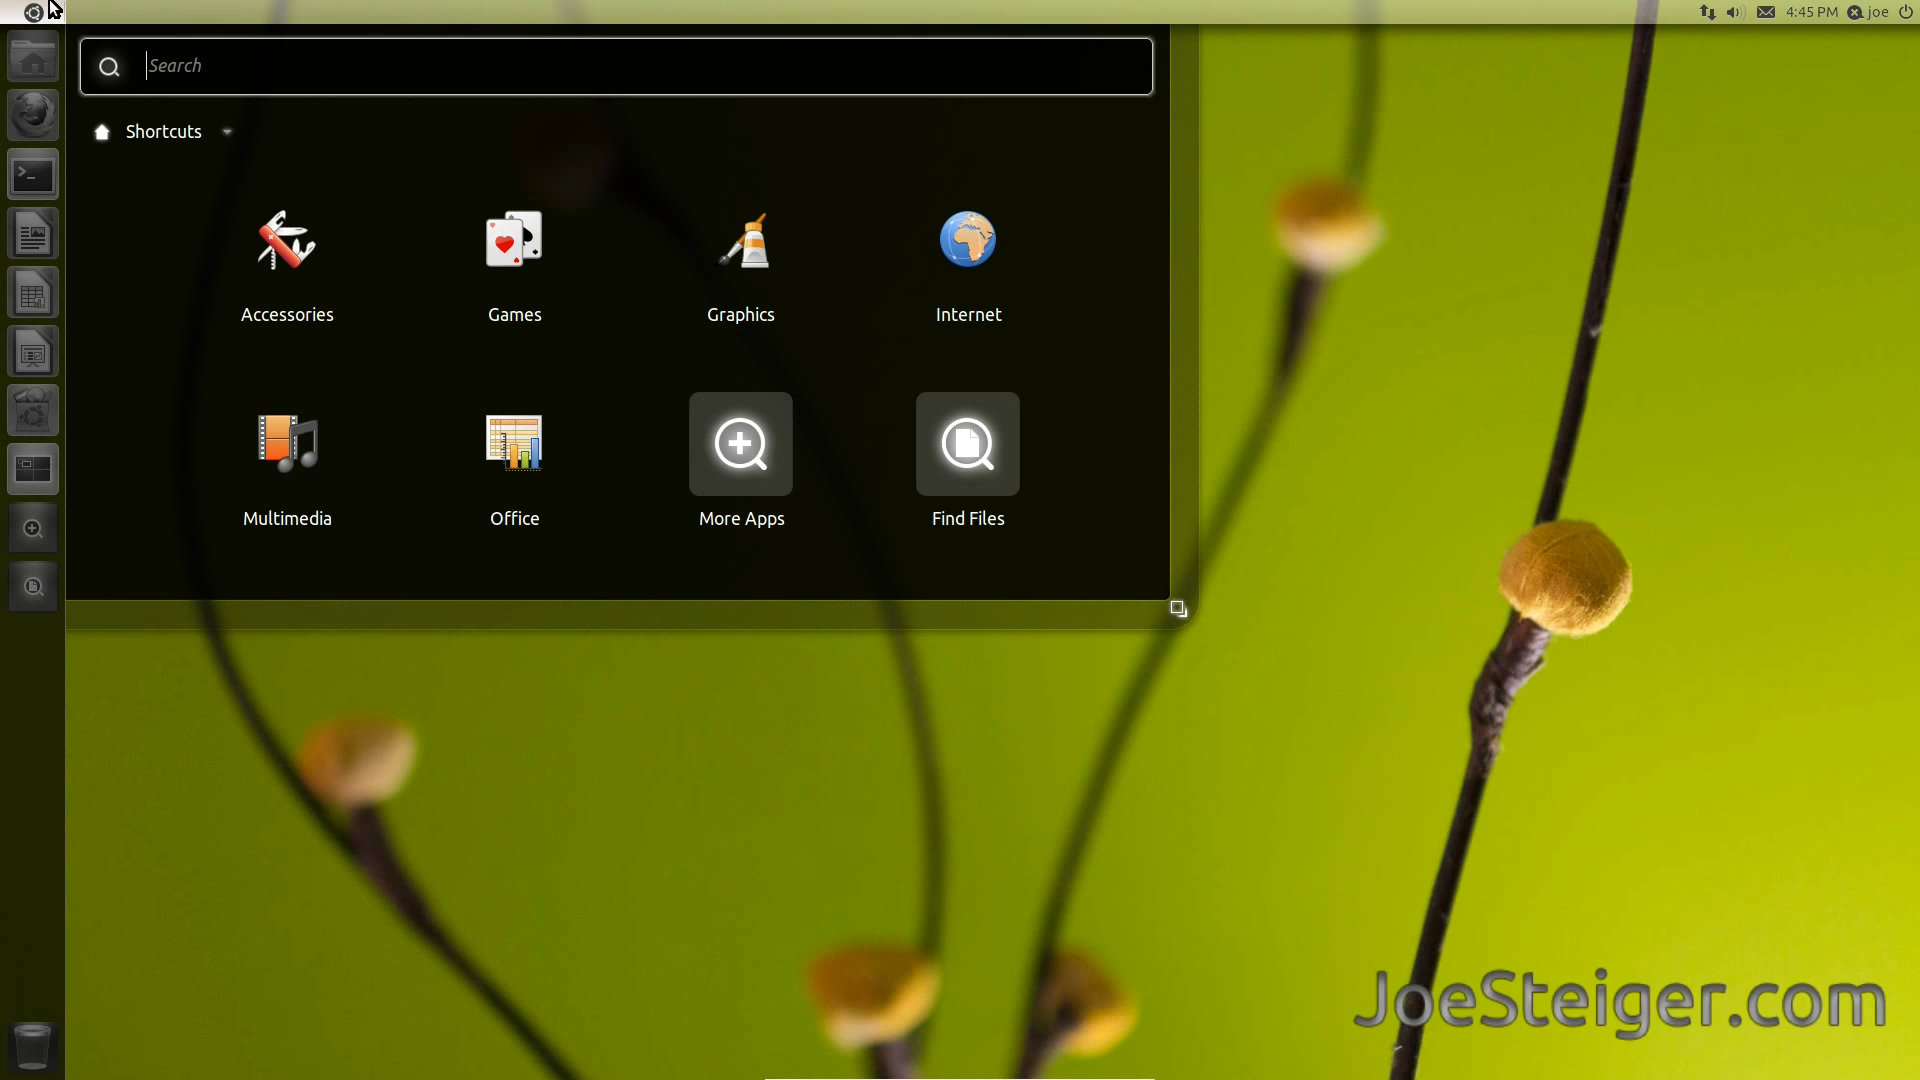 4:45 PM joe
Search
Shortcuts
Accessories Games Graphics Internet
Multimedia Office More Apps Find Files
JoeSteiger.com